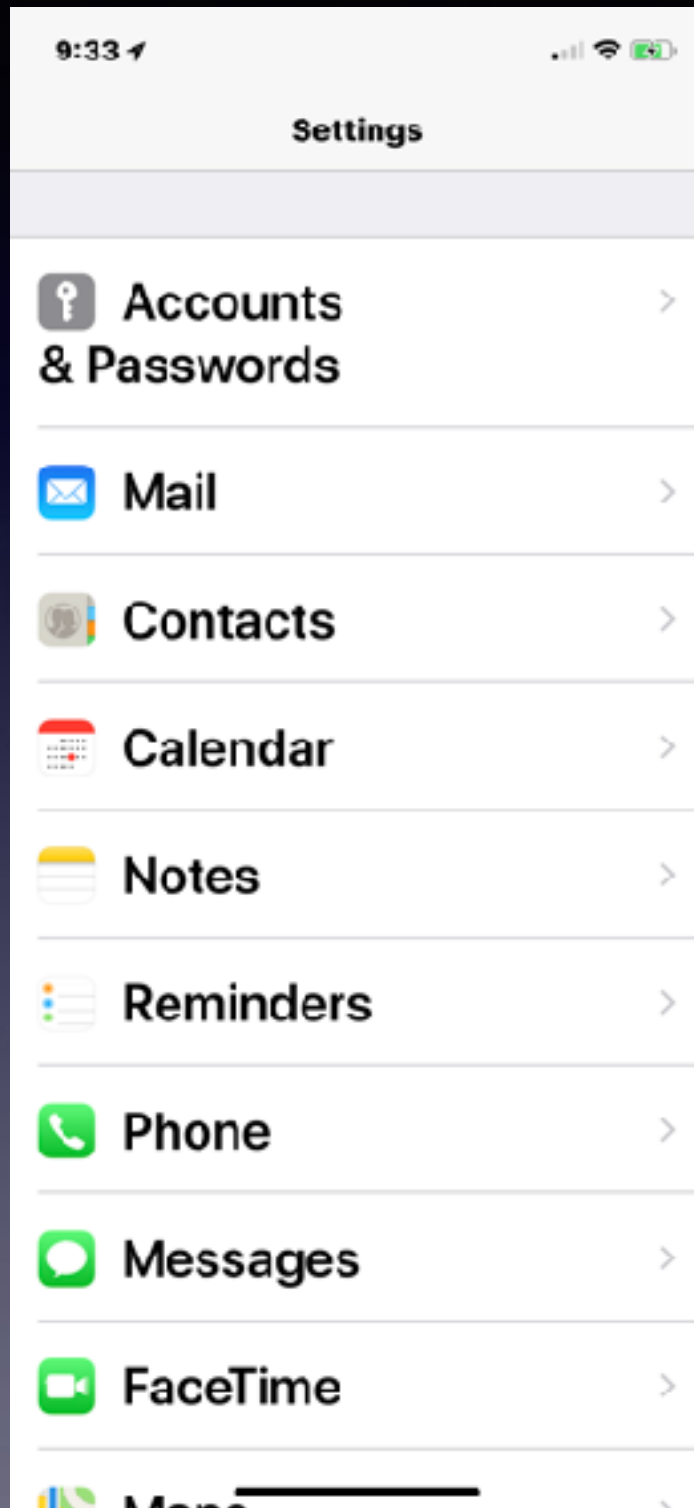 9:33
Settings
Accounts
& Passwords
Mail
Contacts
Calendar
Notes
Reminders
Phone
Messages
FaceTime